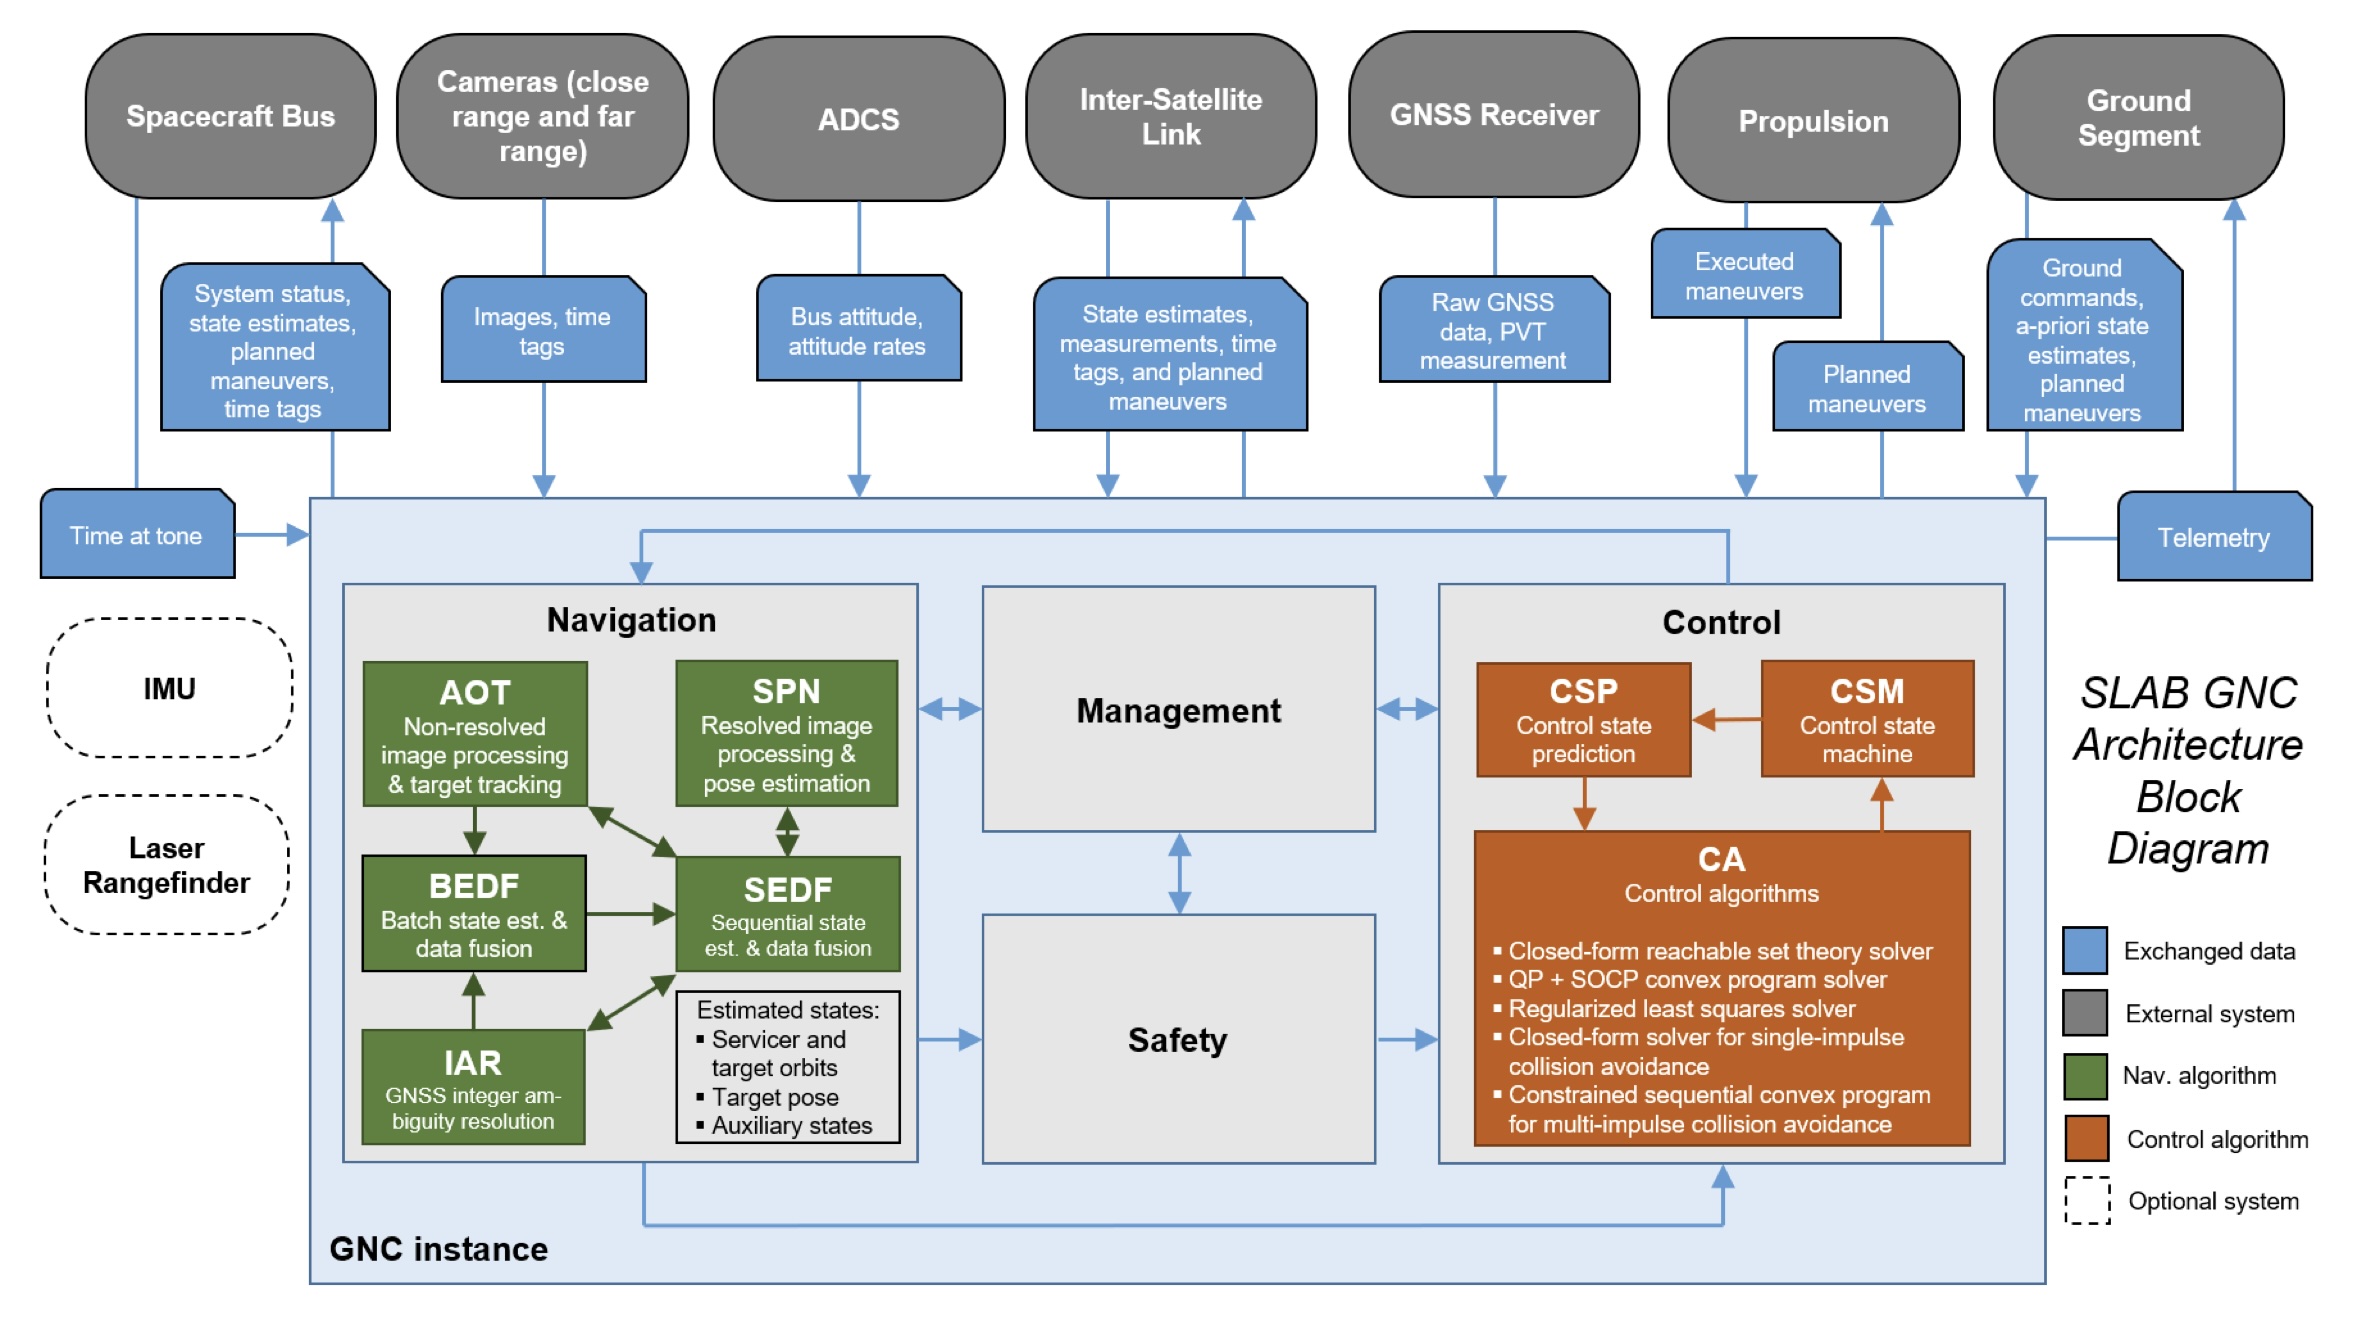 Spacecraft Bus
Cameras (close
range and far
range)
ADCS
Inter-Satellite
Link
GNSS Receiver
Propulsion
Ground
Segment
System status,
state estimates,
planned
maneuvers,
time tags
Images, time
tags
Bus attitude,
attitude rates
State estimates,
measurements, time
tags, and planned
maneuvers
Raw GNSS
data, PVT
measurement
Executed
maneuvers
Planned
maneuvers
Ground
commands,
a-priori state
estimates,
planned
maneuvers
Time at tone
Telemetry
IMU
Laser
Rangefinder
Navigation
AOT
Non-resolved
image processing
& target tracking
SPN
Resolved image
processing &
pose estimation
BEDF
Batch state est. &
data fusion
SEDF
Sequential state
est. & data fusion
IAR
GNSS integer am-
biguity resolution
Estimated states:
▪ Servicer and
target orbits
▪ Target pose
▪ Auxiliary states
Management
Safety
Control
CSP
Control state
prediction
CSM
Control state
machine
CA
Control algorithms
▪ Closed-form reachable set theory solver
▪ QP + SOCP convex program solver
▪ Regularized least squares solver
▪ Closed-form solver for single-impulse
collision avoidance
▪ Constrained sequential convex program
for multi-impulse collision avoidance
GNC instance
SLAB GNC
Architecture
Block
Diagram
Exchanged data
External system
Nav. algorithm
Control algorithm
Optional system